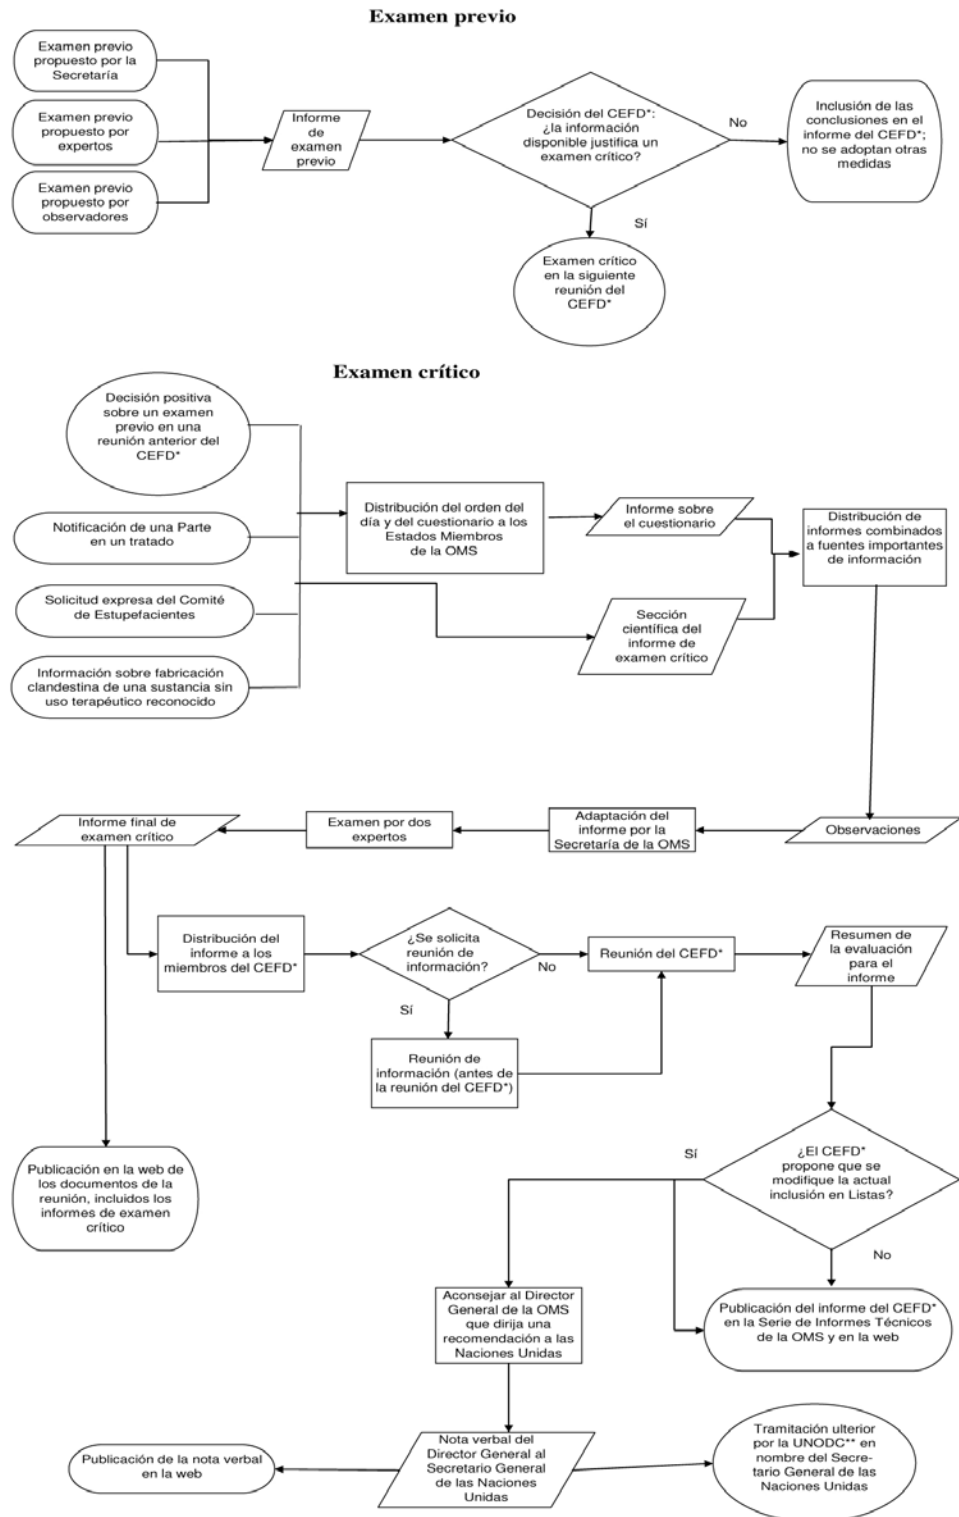 Examen previo
Examen previo
propuesto por la
Secretaría
Examen previo
propuesto por
expertos
Examen previo
propuesto por
observadores
Informe
de
examen
previo
Decisión del CEFD*:
¿la información
disponible justifica un
examen crítico?
No
Inclusión de las
conclusiones en el
informe del CEFD*;
no se adoptan otras
medidas
Sí
Examen crítico
en la siguiente
reunión del
CEFD*
Examen crítico
Decisión positiva
sobre un examen
previo en una
reunión anterior del
CEFD*
Notificación de una Parte
en un tratado
Solicitud expresa del Comité
de Estupefacientes
Información sobre fabricación
clandestina de una sustancia sin
uso terapéutico reconocido
Distribución del orden del
día y del cuestionario a los
Estados Miembros
de la OMS
Informe sobre
el cuestionario
Sección
científica del
informe de
examen crítico
Distribución de
informes combinados
a fuentes importantes
de información
Informe final de
examen crítico
Examen por dos
expertos
Adaptación del
informe por la
Secretaría de la OMS
Observaciones
Distribución del
informe a los
miembros del CEFD*
¿Se solicita
reunión de
información?
No
Sí
Reunión del CEFD*
Resumen de
la evaluación
para el
informe
Reunión de
información (antes de
la reunión del CEFD*)
Publicación en la web de
los documentos de la
reunión, incluidos los
informes de examen
crítico
¿El CEFD*
propone que se
modifique la actual
inclusión en Listas?
Sí
No
Aconsejar al Director
General de la OMS
que dirija una
recomendación a las
Naciones Unidas
Publicación del informe del CEFD*
en la Serie de Informes Técnicos
de la OMS y en la web
Publicación de la nota verbal
en la web
Nota verbal del
Director General al
Secretario General
de las Naciones
Unidas
Tramitación ulterior
por la UNODC** en
nombre del Secre-
tario General de las
Naciones Unidas